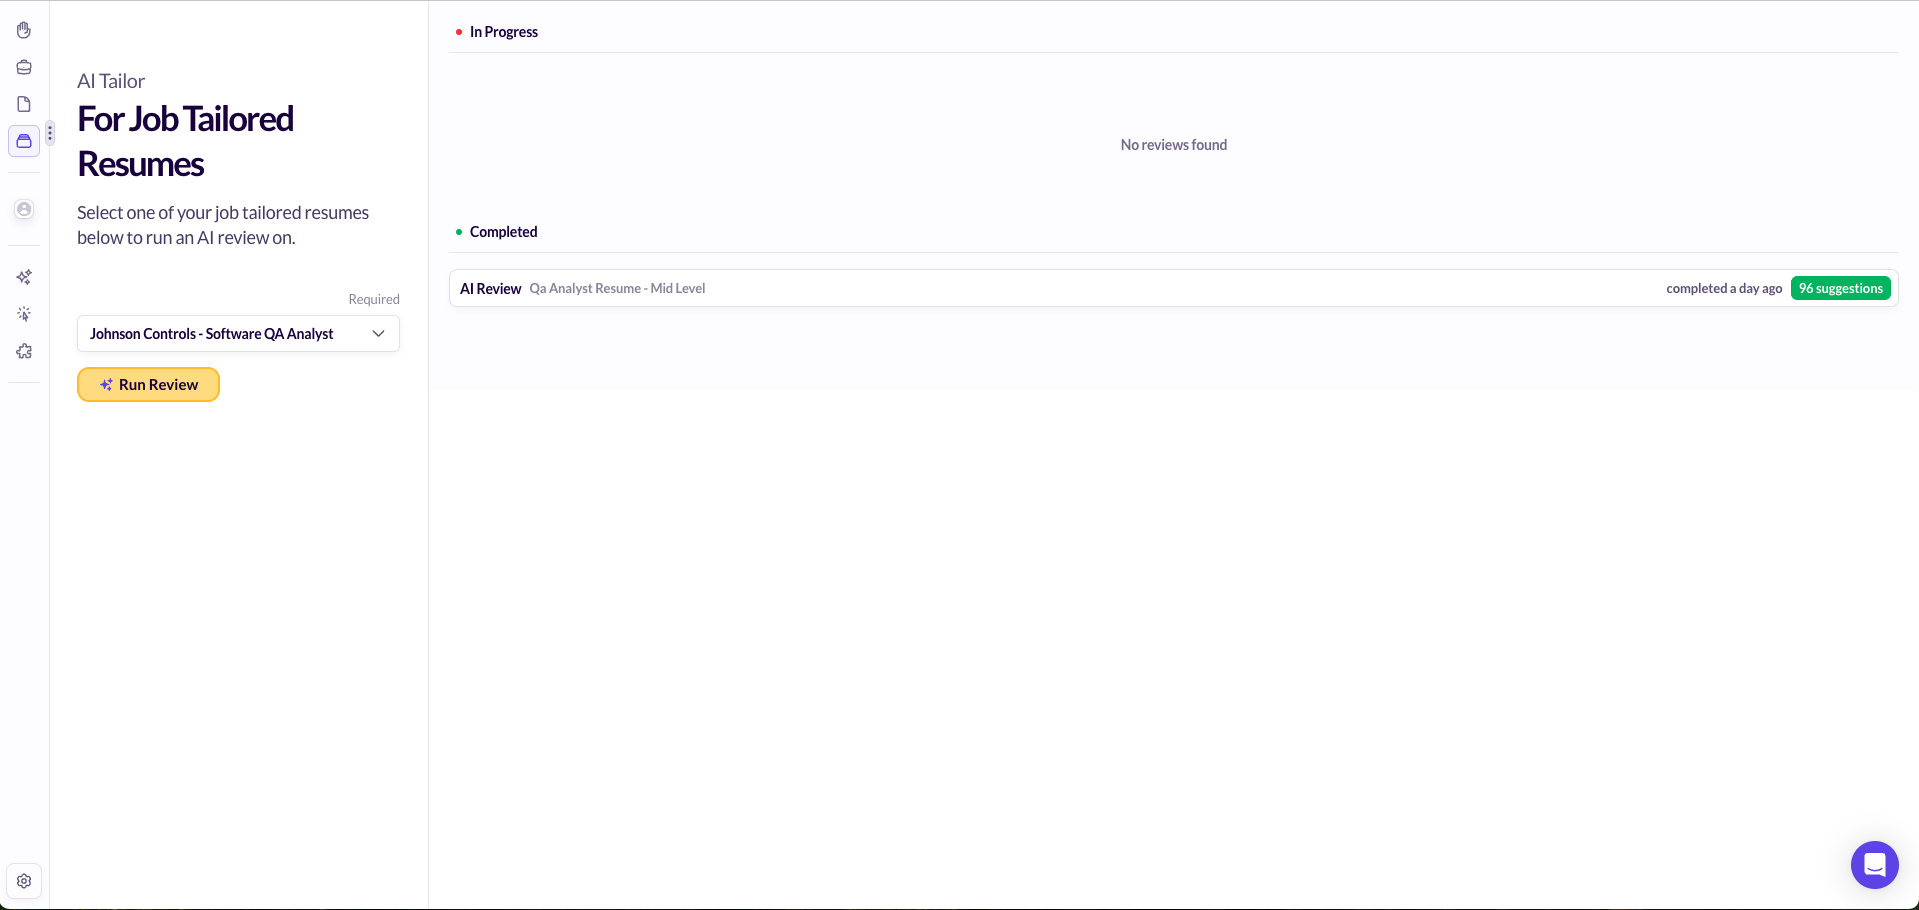 AI Tailor
For Job Tailored
Resumes
Select one of your job tailored resumes
below to run an AI review on.
Required
Johnson Controls - Software QA Analyst
Run Review
In Progress
No reviews found
Completed
AI Review Qa Analyst Resume - Mid Level completed a day ago 96 suggestions